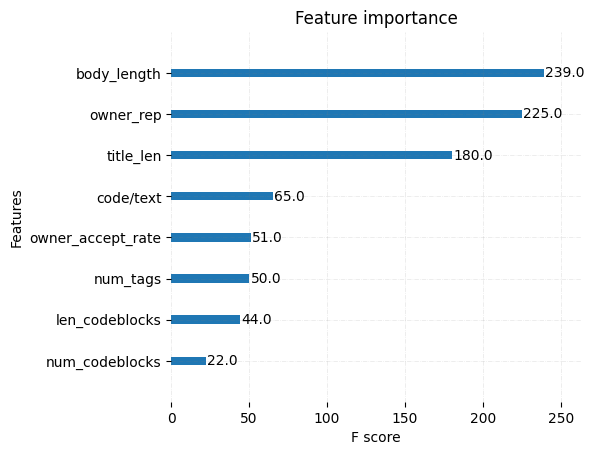 Feature importance
body_length 239.0
owner_rep 225.0
title_len 180.0
code/text 65.0
owner_accept_rate 51.0
num_tags 50.0
len_codeblocks 44.0
num_codeblocks 22.0
Features
0 50 100 150 200 250
F score